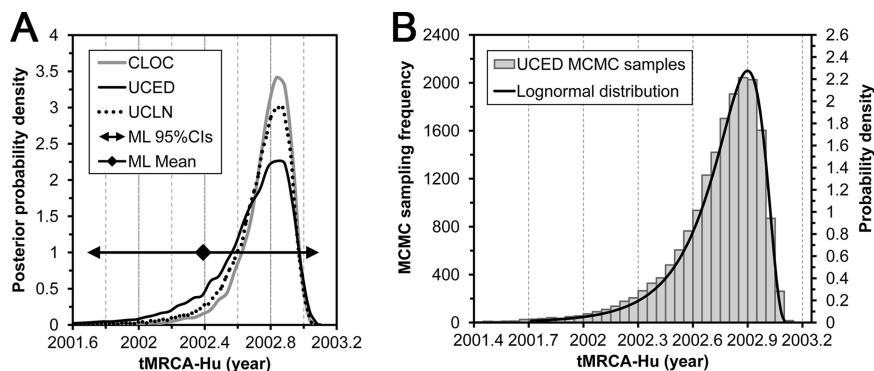 A
Posterior probability density
4
3.5
3
2.5
2
1.5
1
0.5
0
CLOC
UCED
UCLN
ML 95%CIs
ML Mean
2001.6 2002 2002.4 2002.8 2003.2
tMRCA-Hu (year)
B
MCMC sampling frequency
2400
2000
1600
1200
800
400
0
UCED MCMC samples
Lognormal distribution
2.6
2.4
2.2
2.0
1.8
1.6
1.4
1.2
1.0
0.8
0.6
0.4
0.2
0
Probability density
2001.4 2001.7 2002 2002.3 2002.6 2002.9 2003.2
tMRCA-Hu (year)